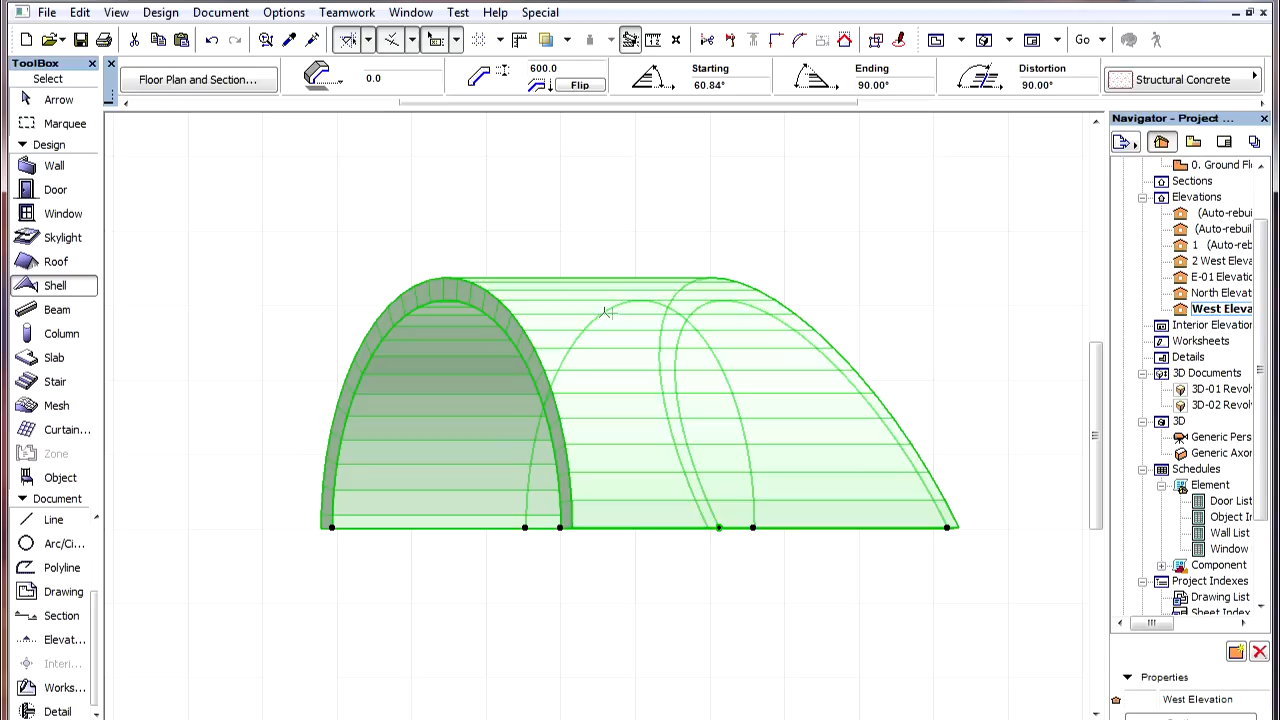 File Edit View Design Document Options Teamwork Window Test Help Special
Go
ToolBox
Select
Floor Plan and Section...
0.0
600.0
Flip
Starting
60.84°
Ending
90.00°
Distortion
90.00°
Structural Concrete
Arrow
Marquee
Design
Wall
Door
Window
Skylight
Roof
Shell
Beam
Column
Slab
Stair
Mesh
Curtain...
Zone
Object
Document
Line
Arc/Ci...
Polyline
Drawing
Section
Elevat...
Interi...
Works...
Detail
Navigator - Project ...
0. Ground Fl
Sections
Elevations
(Auto-rebui
(Auto-rebuil
1 (Auto-reb
2 West Eleva
E-01 Elevatio
North Elevat
West Eleva
Interior Elevation
Worksheets
Details
3D Documents
3D-01 Revol
3D-02 Revol
3D
Generic Pers
Generic Axor
Schedules
Element
Door List
Object In
Wall List
Window
Component
Project Indexes
Drawing List
Sheet Index
Properties
West Elevation